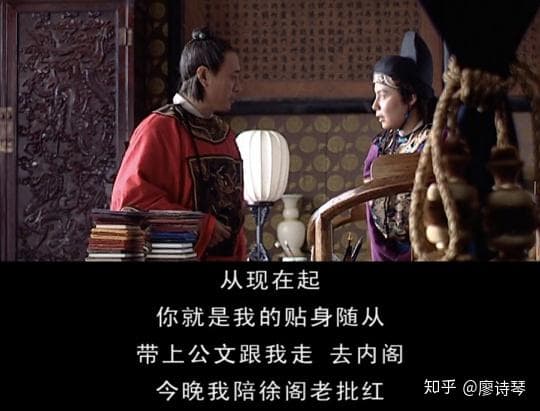 从现在起
你就是我的贴身随从
带上公文跟我走 去内阁
今晚我陪徐阁老批红
知乎 @廖诗琴